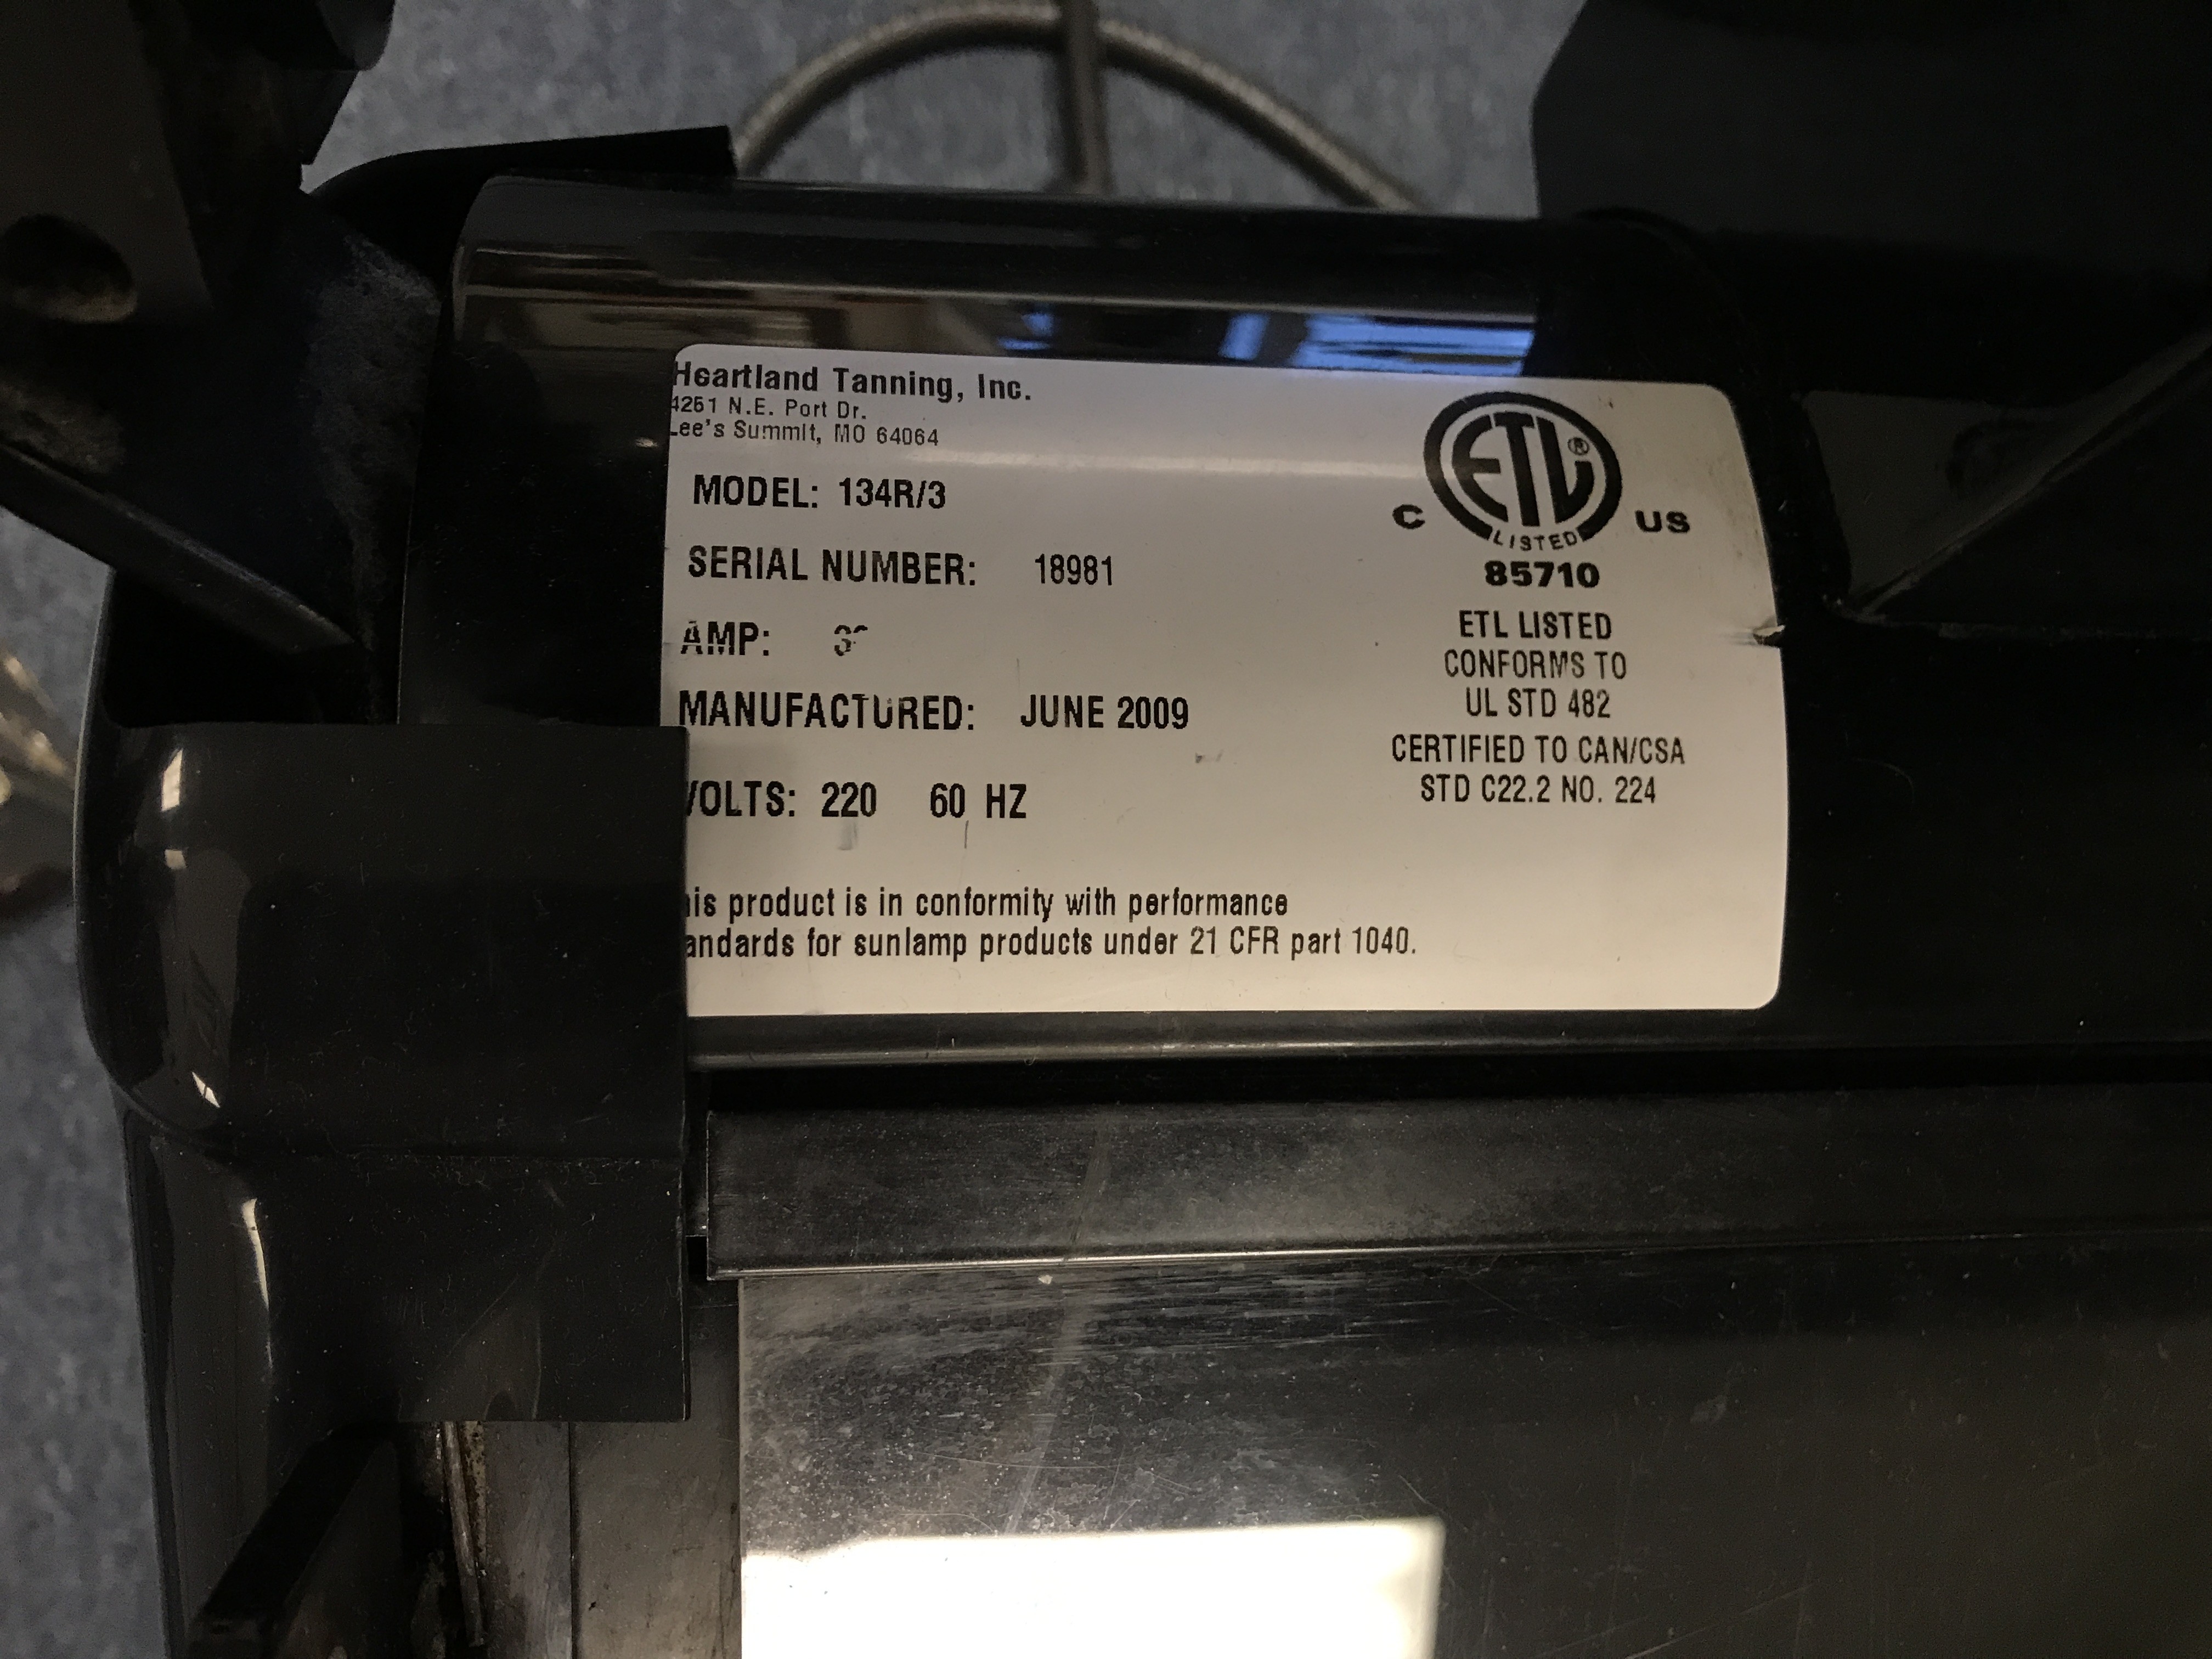 Heartland Tanning, Inc.
4251 N.E. Port Dr.
Lee's Summit, MO 64064
MODEL: 134R/3
SERIAL NUMBER: 18981
AMP:
MANUFACTURED: JUNE 2009
VOLTS: 220 60 HZ
is product is in conformity with performance
andards for sunlamp products under 21 CFR part 1040.
ETL®
LISTED
C US
85710
ETL LISTED
CONFORMS TO
UL STD 482
CERTIFIED TO CAN/CSA
STD C22.2 NO. 224